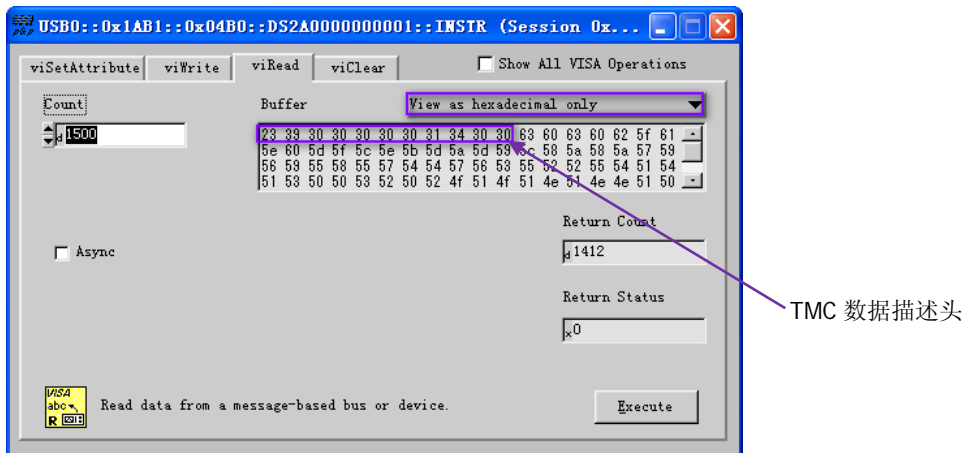 USB0::0x1AB1::0x04B0::DS2A0000000001::INSTR (Session 0x...
viSetAttribute viWrite viRead viClear
Show All VISA Operations
Count
Buffer
View as hexadecimal only
1500
23 39 30 30 30 30 30 31 34 30 30 63 60 63 60 62 5f 61
5e 60 5d 5f 5c 5e 5b 5d 5a 5d 59 5c 58 5a 58 5a 57 59
56 59 55 58 55 57 54 54 57 56 53 55 52 52 55 54 51 54
51 53 50 50 53 52 50 52 4f 51 4f 51 4e 51 4e 4e 51 50
Return Count
Async
d 1412
Return Status
x 0
TMC 数据描述头
VISA
abc
R
Read data from a message-based bus or device.
Execute